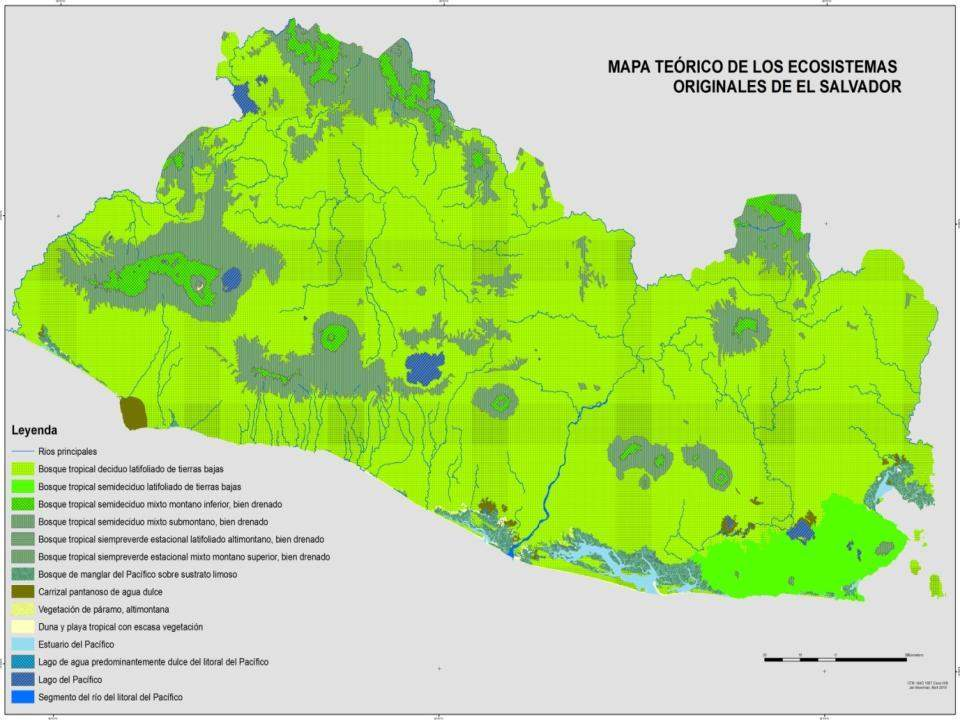 MAPA TEÓRICO DE LOS ECOSISTEMAS
ORIGINALES DE EL SALVADOR
Leyenda
Rios principales
Bosque tropical deciduo latifoliado de tierras bajas
Bosque tropical semideciduo latifoliado de tierras bajas
Bosque tropical semideciduo mixto montano inferior, bien drenado
Bosque tropical semideciduo mixto submontano, bien drenado
Bosque tropical siempreverde estacional latifoliado altimontano, bien drenado
Bosque tropical siempreverde estacional mixto montano superior, bien drenado
Bosque de manglar del Pacífico sobre sustrato limoso
Carrizal pantanoso de agua dulce
Vegetación de páramo, altimontana
Duna y playa tropical con escasa vegetación
Estuario del Pacífico
Lago de agua predominantemente dulce del litoral del Pacífico
Lago del Pacífico
Segmento del río del litoral del Pacífico